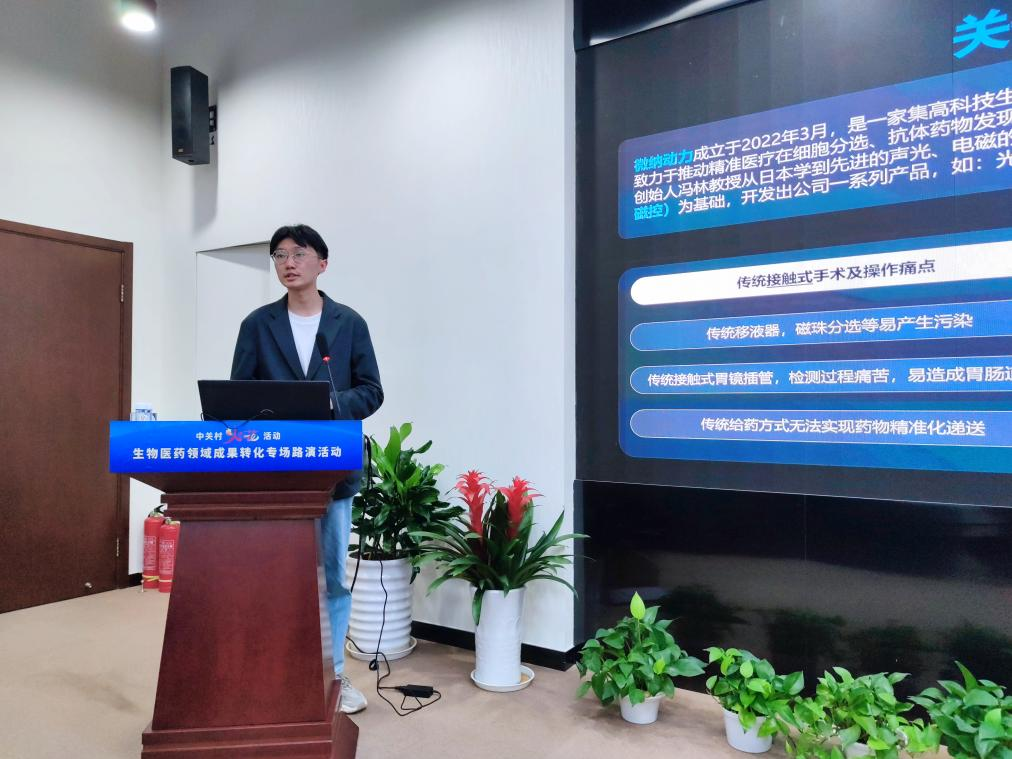 关
微纳动力成立于2022年3月，是一家集高科技生
致力于推动精准医疗在细胞分选、抗体药物发现
创始人冯林教授从日本学到先进的声光、电磁的
磁控）为基础，开发出公司一系列产品，如：光
传统接触式手术及操作痛点
传统移液器，磁珠分选等易产生污染
传统接触式胃镜插管，检测过程痛苦，易造成胃肠道
传统给药方式无法实现药物精准化递送
中关村火花活动
生物医药领域成果转化专场路演活动